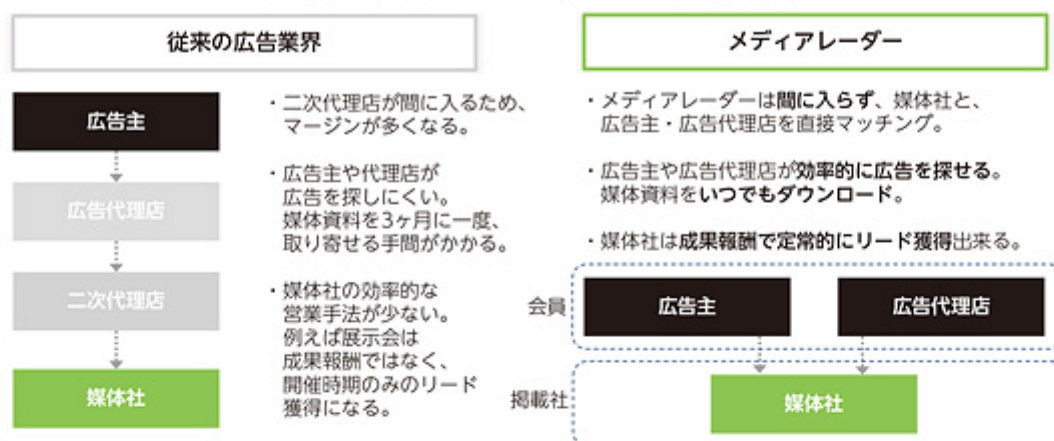 従来の広告業界
広告主
広告代理店
二次代理店
媒体社
・二次代理店が間に入るため、
マージンが多くなる。
・広告主や代理店が
広告を探しにくい。
媒体資料を3ヶ月に一度、
取り寄せる手間がかかる。
・媒体社の効率的な
営業手法が少ない。
例えば展示会は
成果報酬ではなく、
開催時期のみのリード
獲得になる。
メディアレーダー
・メディアレーダーは間に入らず、媒体社と、
広告主・広告代理店を直接マッチング。
・広告主や広告代理店が効率的に広告を探せる。
媒体資料をいつでもダウンロード。
・媒体社は成果報酬で定常的にリード獲得出来る。
会員
広告主
広告代理店
掲載社
媒体社